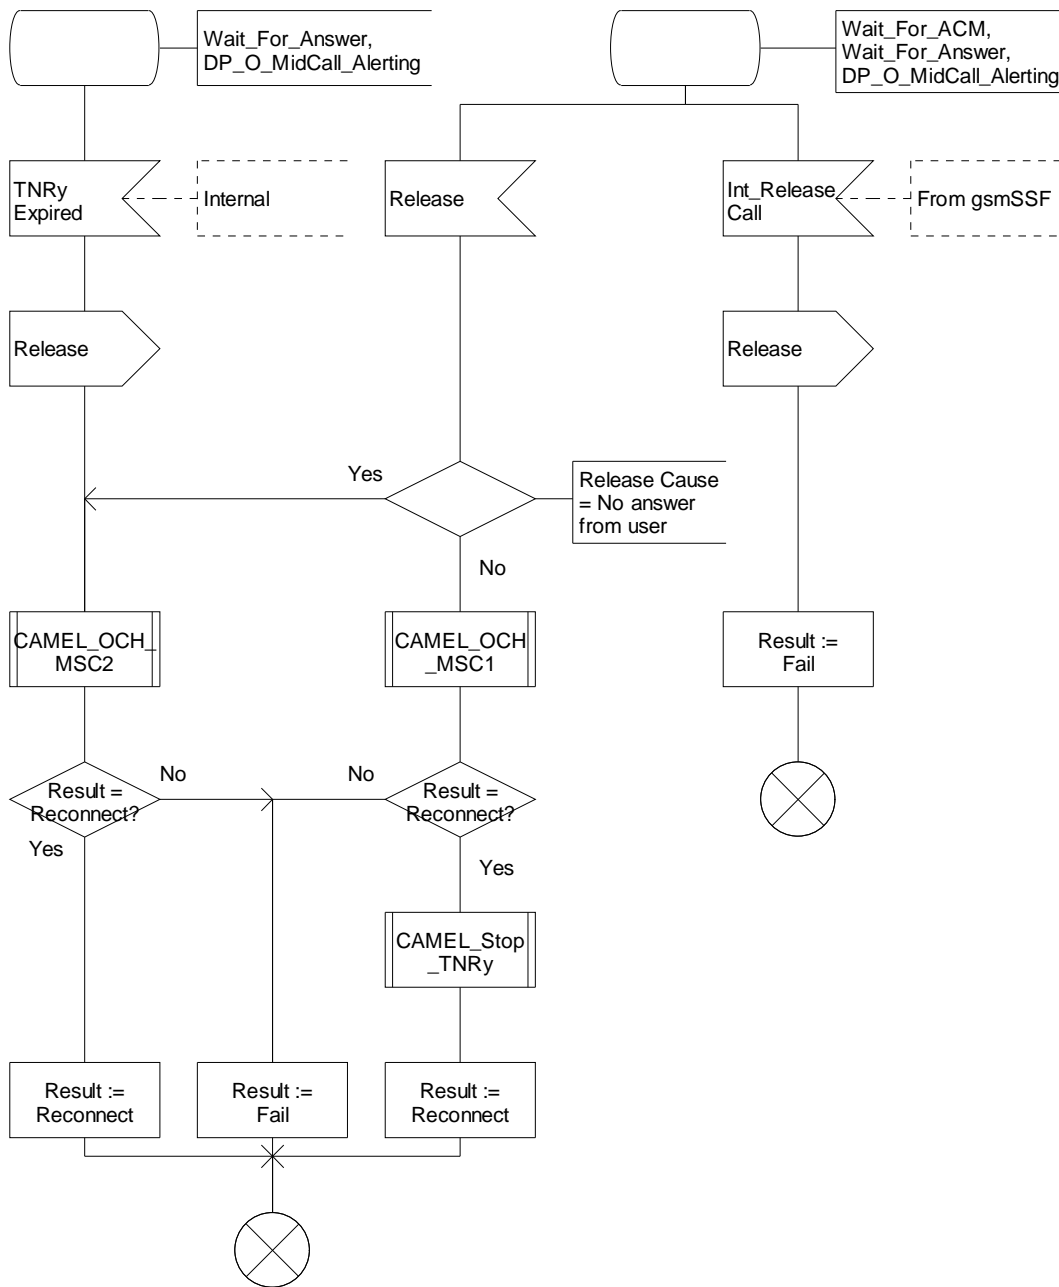 Wait_For_Answer,
DP_O_MidCall_Alerting
Wait_For_ACM,
Wait_For_Answer,
DP_O_MidCall_Alerting
TNRy
Expired
Internal
Release
Int_Release
Call
From gsmSSF
Release
Release
Yes
Release Cause
= No answer
from user
No
CAMEL_OCH_
MSC2
CAMEL_OCH
_MSC1
Result :=
Fail
Result =
Reconnect?
No
No
Result =
Reconnect?
Yes
Yes
CAMEL_Stop
_TNRy
Result :=
Reconnect
Result :=
Fail
Result :=
Reconnect